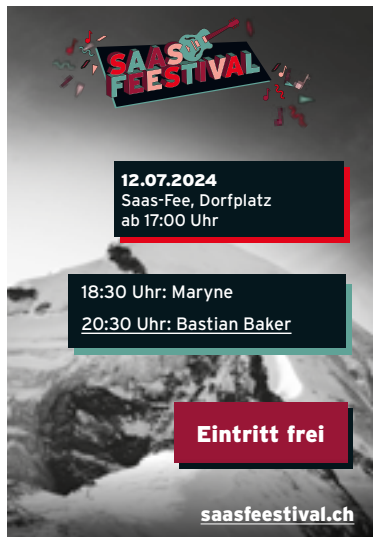 SAAS
FEESTIVAL
12.07.2024
Saas-Fee, Dorfplatz
ab 17:00 Uhr
18:30 Uhr: Maryne
20:30 Uhr: Bastian Baker
Eintritt frei
saasfeestival.ch